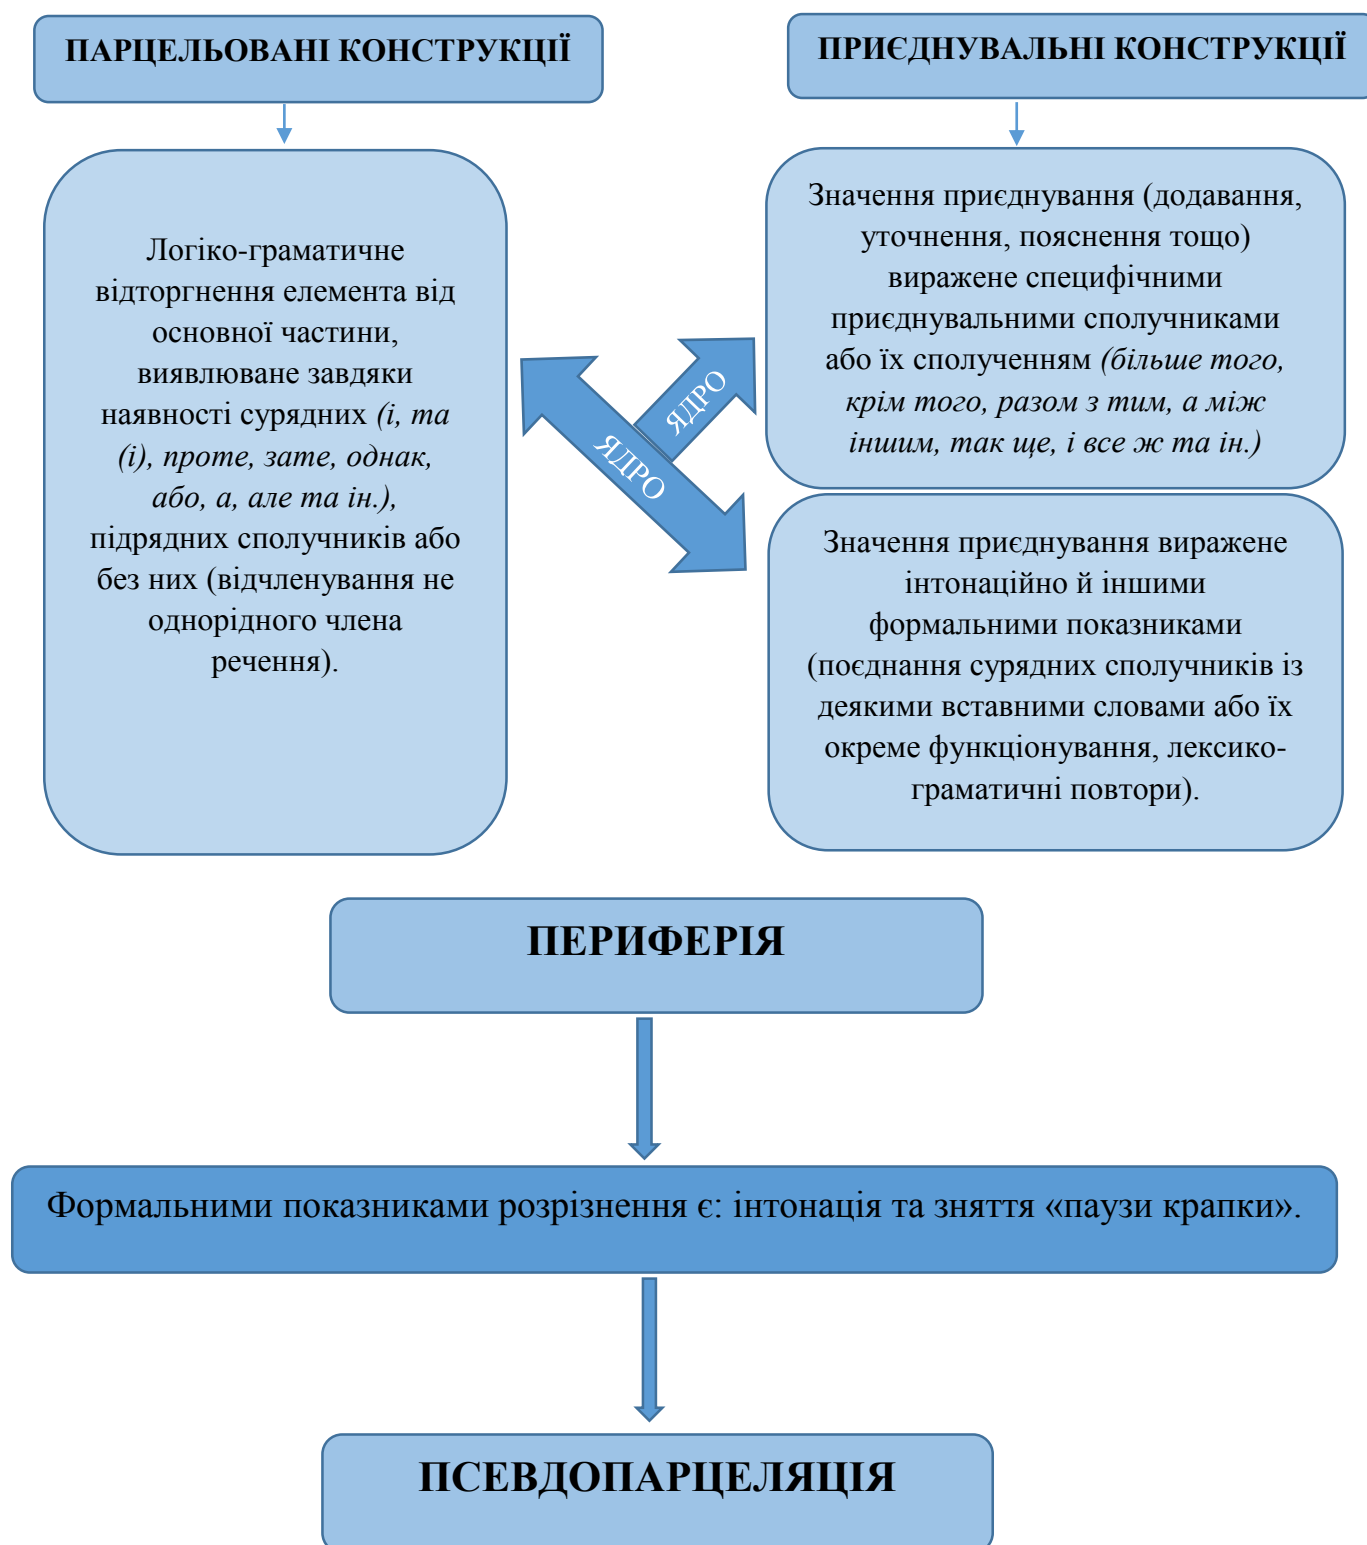 ПАРЦЕЛЬОВАНІ КОНСТРУКЦІЇ
ПРИЄДНУВАЛЬНІ КОНСТРУКЦІЇ
Логіко-граматичне
відторгнення елемента від
основної частини,
виявлюване завдяки
наявності сурядних (і, та
(і), проте, зате, однак,
або, а, але та ін.),
підрядних сполучників або
без них (відчленування не
однорідного члена
речення).
ЯДРО
ЯДРО
Значення приєднування (додавання,
уточнення, пояснення тощо)
виражене специфічними
приєднувальними сполучниками
або їх сполученням (більше того,
крім того, разом з тим, а між
іншим, так ще, і все ж та ін.)
Значення приєднування виражене
інтонаційно й іншими
формальними показниками
(поєднання сурядних сполучників із
деякими вставними словами або їх
окреме функціонування, лексико-
граматичні повтори).
ПЕРИФЕРІЯ
Формальними показниками розрізнення є: інтонація та зняття «паузи крапки».
ПСЕВДОПАРЦЕЛЯЦІЯ